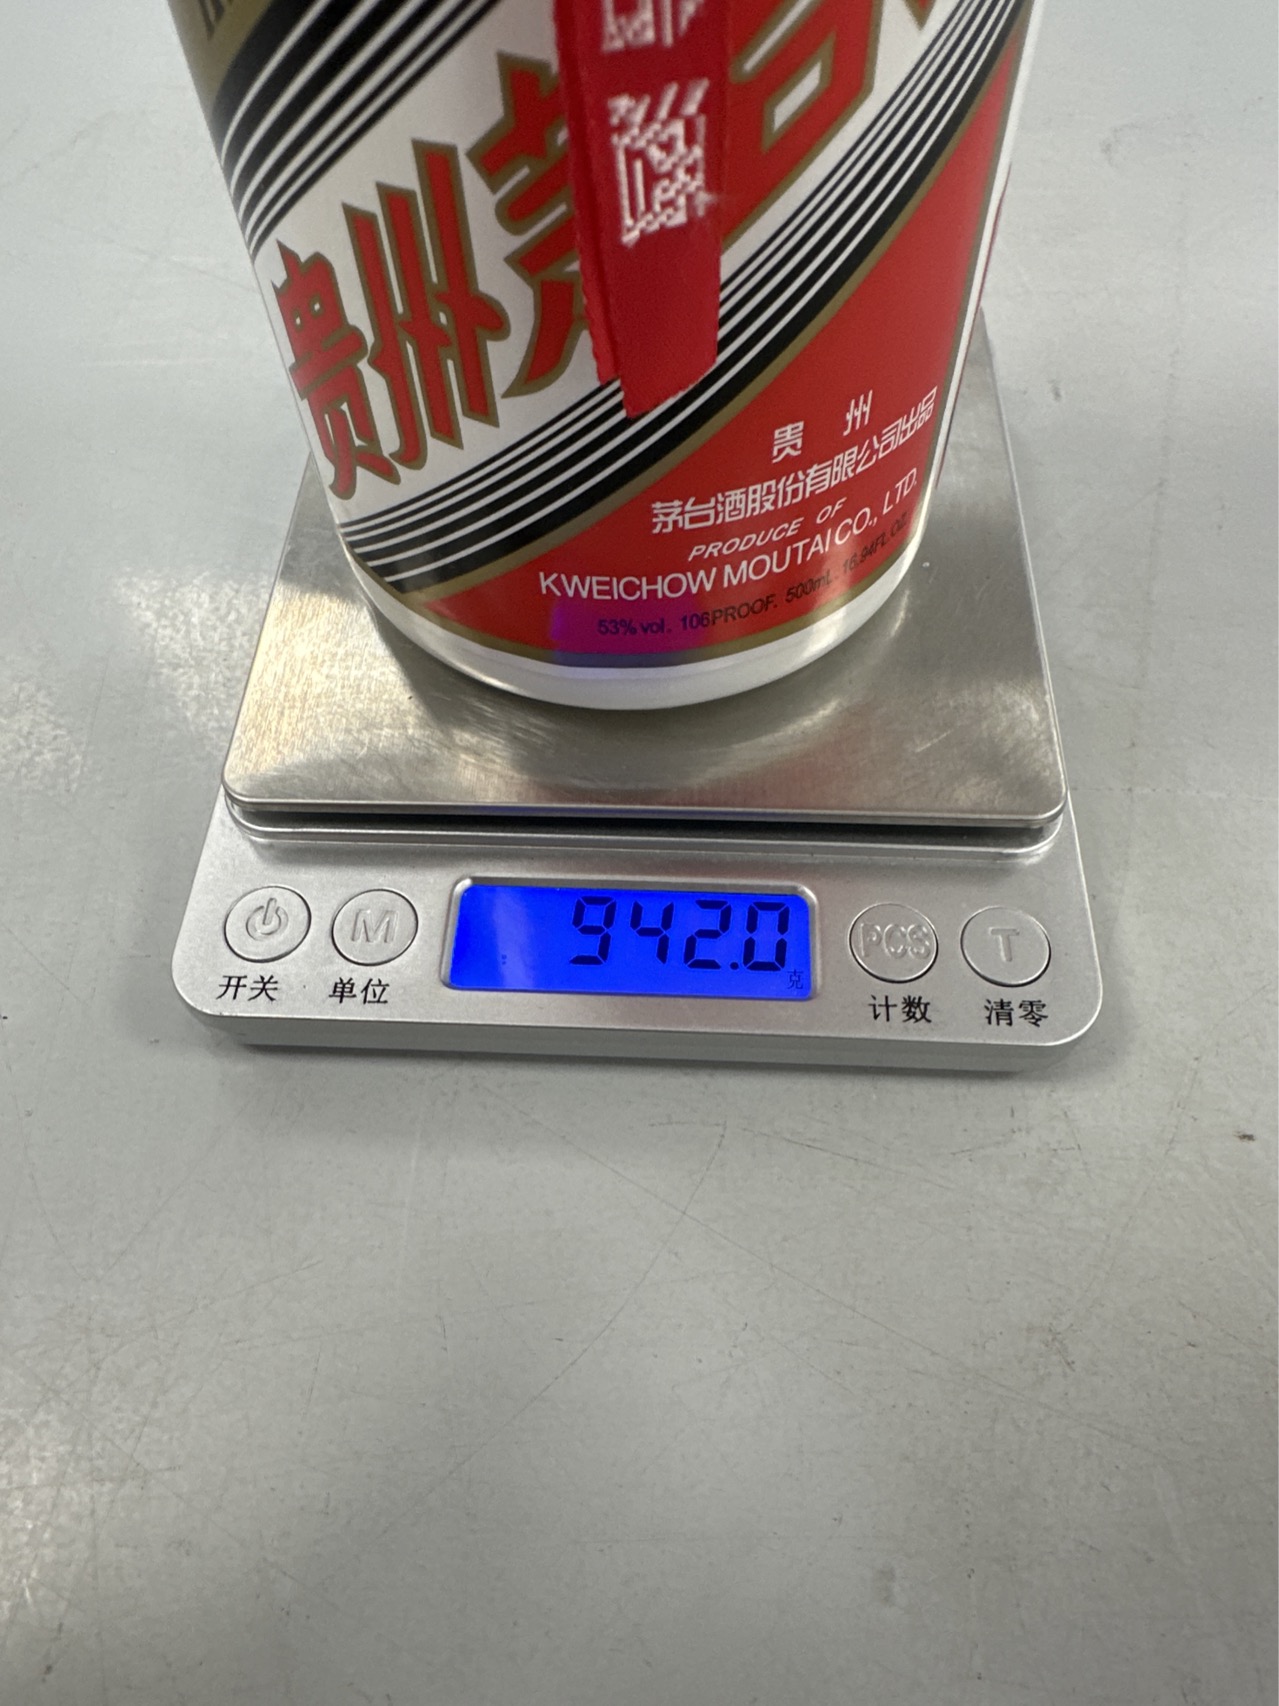 贵州茅台
贵州
茅台酒股份有限公司出品
PRODUCE OF
KWEICHOW MOUTAI CO., LTD.
53% vol. 106PROOF. 500mL. 16.94FL.OZ.
942.0
克
M
PCS
T
开关
单位
计数
清零